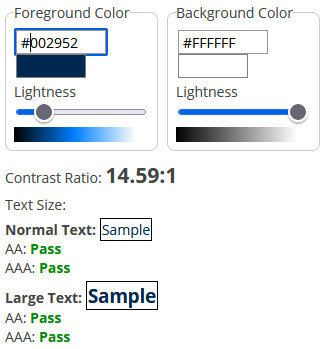 Foreground Color
#002952
Lightness
Background Color
#FFFFFF
Lightness
Contrast Ratio: 14.59:1
Text Size:
Normal Text: Sample
AA: Pass
AAA: Pass
Large Text: Sample
AA: Pass
AAA: Pass